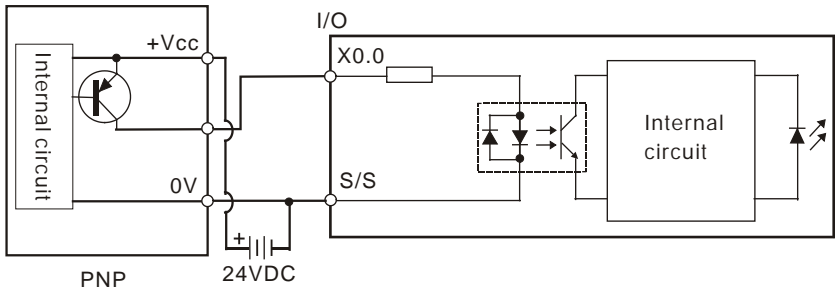 I/O
+Vcc
X0.0
Internal circuit
Internal
circuit
0V
S/S
+
24VDC
PNP